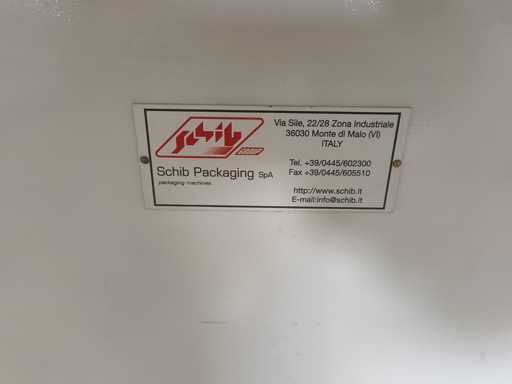 Schib
GROUP
Schib Packaging SpA
packaging machines
Via Sile, 22/28 Zona Industriale
36030 Monte di Malo (VI)
ITALY
Tel. +39/0445/602300
Fax +39/0445/605510
http://www.schib.it
E-mail:info@schib.it